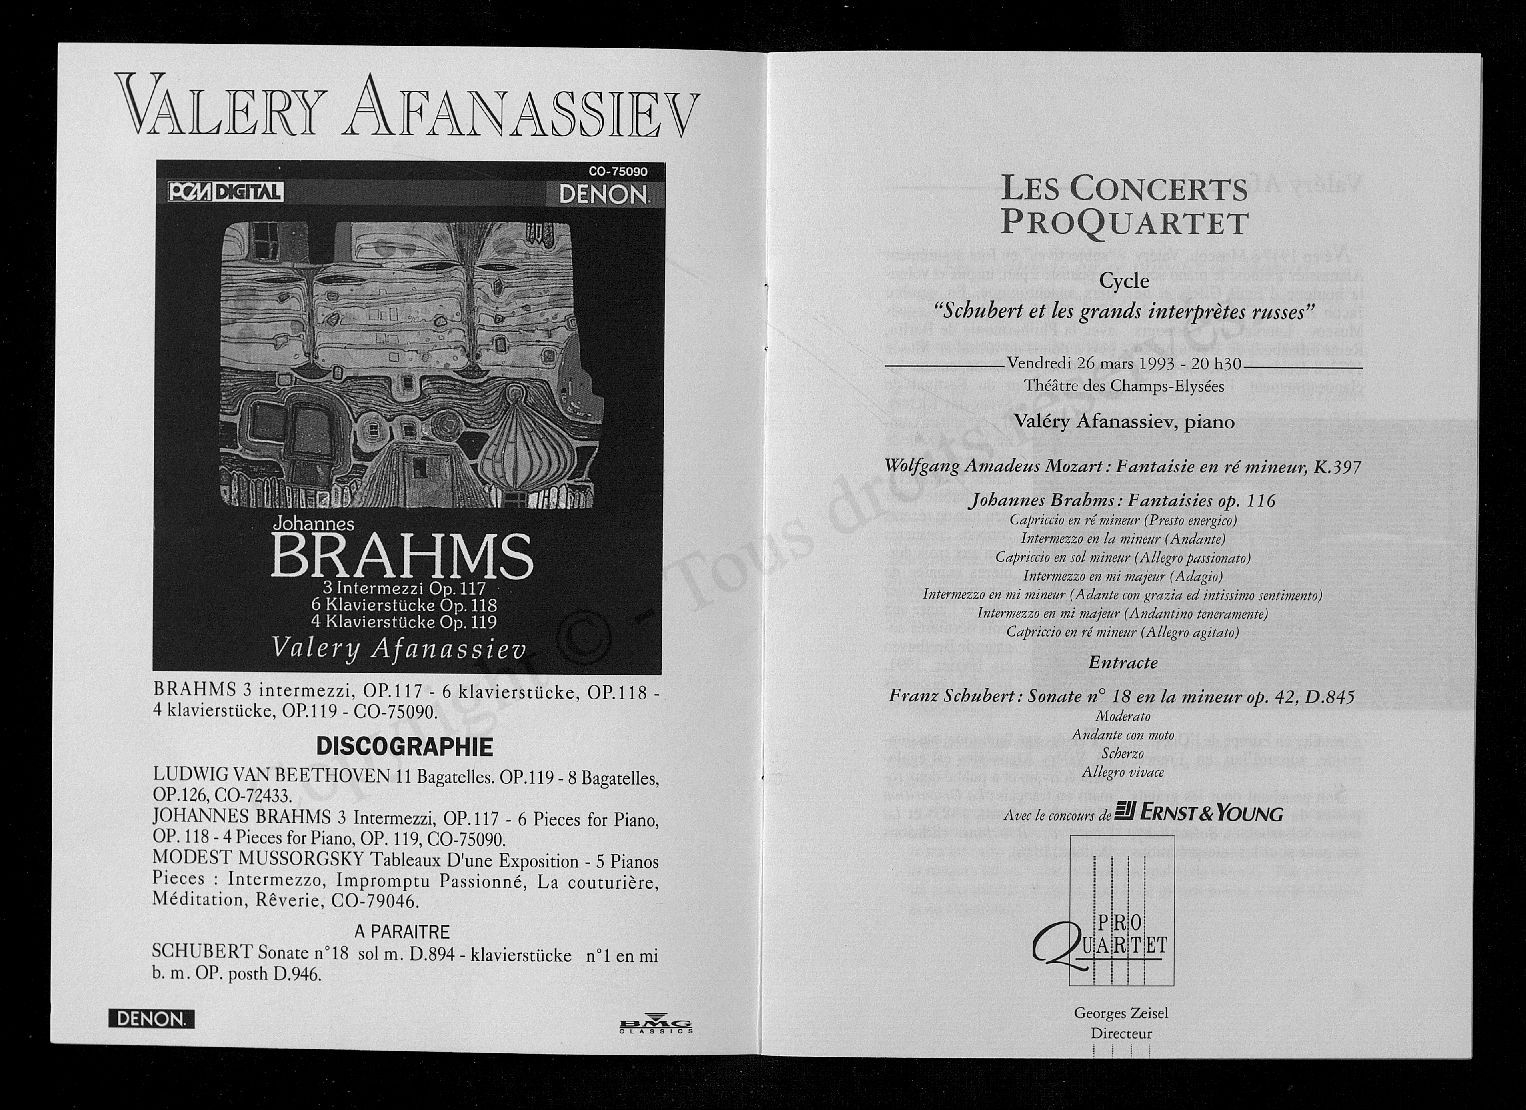 VALERY AFANASSIEV
CO-75090
PCM DIGITAL
DENON.
Johannes
BRAHMS
3 Intermezzi Op. 117
6 Klavierstücke Op. 118
4 Klavierstücke Op. 119
Valery Afanassiev
BRAHMS 3 intermezzi, OP.117 - 6 klavierstücke, OP.118 -
4 klavierstücke, OP.119 - CO-75090.
DISCOGRAPHIE
LUDWIG VAN BEETHOVEN 11 Bagatelles. OP.119 - 8 Bagatelles,
OP.126, CO-72433.
JOHANNES BRAHMS 3 Intermezzi, OP.117 - 6 Pieces for Piano,
OP. 118 - 4 Pieces for Piano, OP. 119, CO-75090.
MODEST MUSSORGSKY Tableaux D'une Exposition - 5 Pianos
Pieces : Intermezzo, Impromptu Passionné, La couturière,
Méditation, Rêverie, CO-79046.
A PARAITRE
SCHUBERT Sonate n°18 sol m. D.894 - klavierstücke n°1 en mi
b. m. OP. posth D.946.
DENON.
BMG
CLASSICS
LES CONCERTS
PROQUARTET
Cycle
"Schubert et les grands interprètes russes"
Vendredi 26 mars 1993 - 20 h30
Théâtre des Champs-Elysées
Valéry Afanassiev, piano
Wolfgang Amadeus Mozart : Fantaisie en ré mineur, K.397
Johannes Brahms : Fantaisies op. 116
Capriccio en ré mineur (Presto energico)
Intermezzo en la mineur (Andante)
Capriccio en sol mineur (Allegro passionato)
Intermezzo en mi majeur (Adagio)
Intermezzo en mi mineur (Adante con grazia ed intissimo sentimento)
Intermezzo en mi majeur (Andantino teneramente)
Capriccio en ré mineur (Allegro agitato)
Entracte
Franz Schubert : Sonate n° 18 en la mineur op. 42, D.845
Moderato
Andante con moto
Scherzo
Allegro vivace
Avec le concours de ERNST & YOUNG
PRO
QUARTET
Georges Zeisel
Directeur
Copyright © - Tous droits réservés